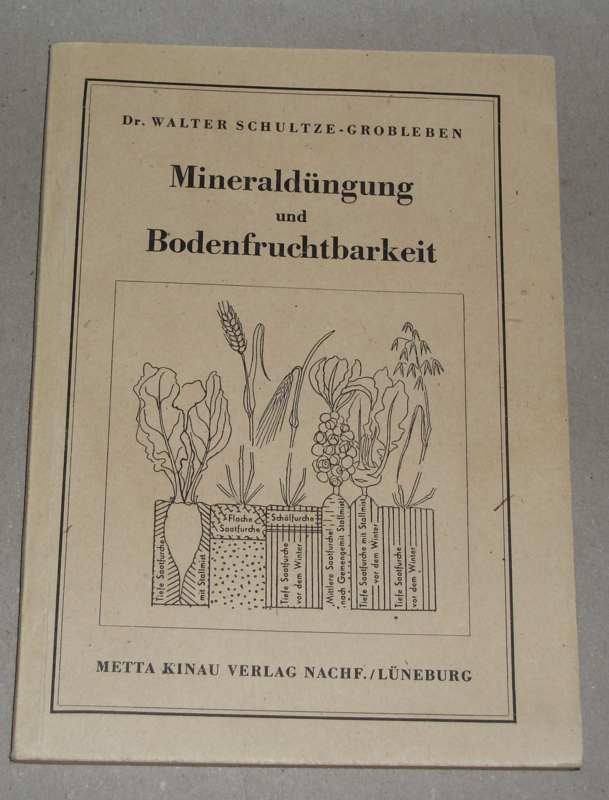 Dr. WALTER SCHULTZE-GROBLEBEN
Mineraldüngung
und
Bodenfruchtbarkeit
Tiefe Saatfurche
mit Stallmist
Flache
Saatfurche
Schälfurche
Tiefe Saatfurche
vor dem Winter
Mittlere Saatfurche
nach Gemengemit Stallmist
Tiefe Saatfurche mit Stallmist
vor dem Winter
Tiefe Saatfurche
vor dem Winter
METTA KINAU VERLAG NACHF./LÜNEBURG